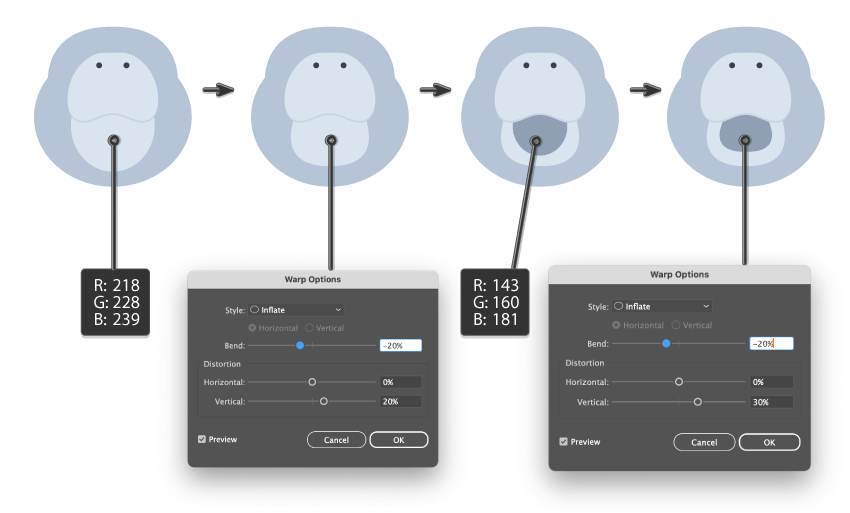 R: 218
G: 228
B: 239
Warp Options
Style: Inflate
Horizontal Vertical
Bend: -20%
Distortion
Horizontal: 0%
Vertical: 20%
Preview Cancel OK
R: 143
G: 160
B: 181
Warp Options
Style: Inflate
Horizontal Vertical
Bend: -20%
Distortion
Horizontal: 0%
Vertical: 30%
Preview Cancel OK